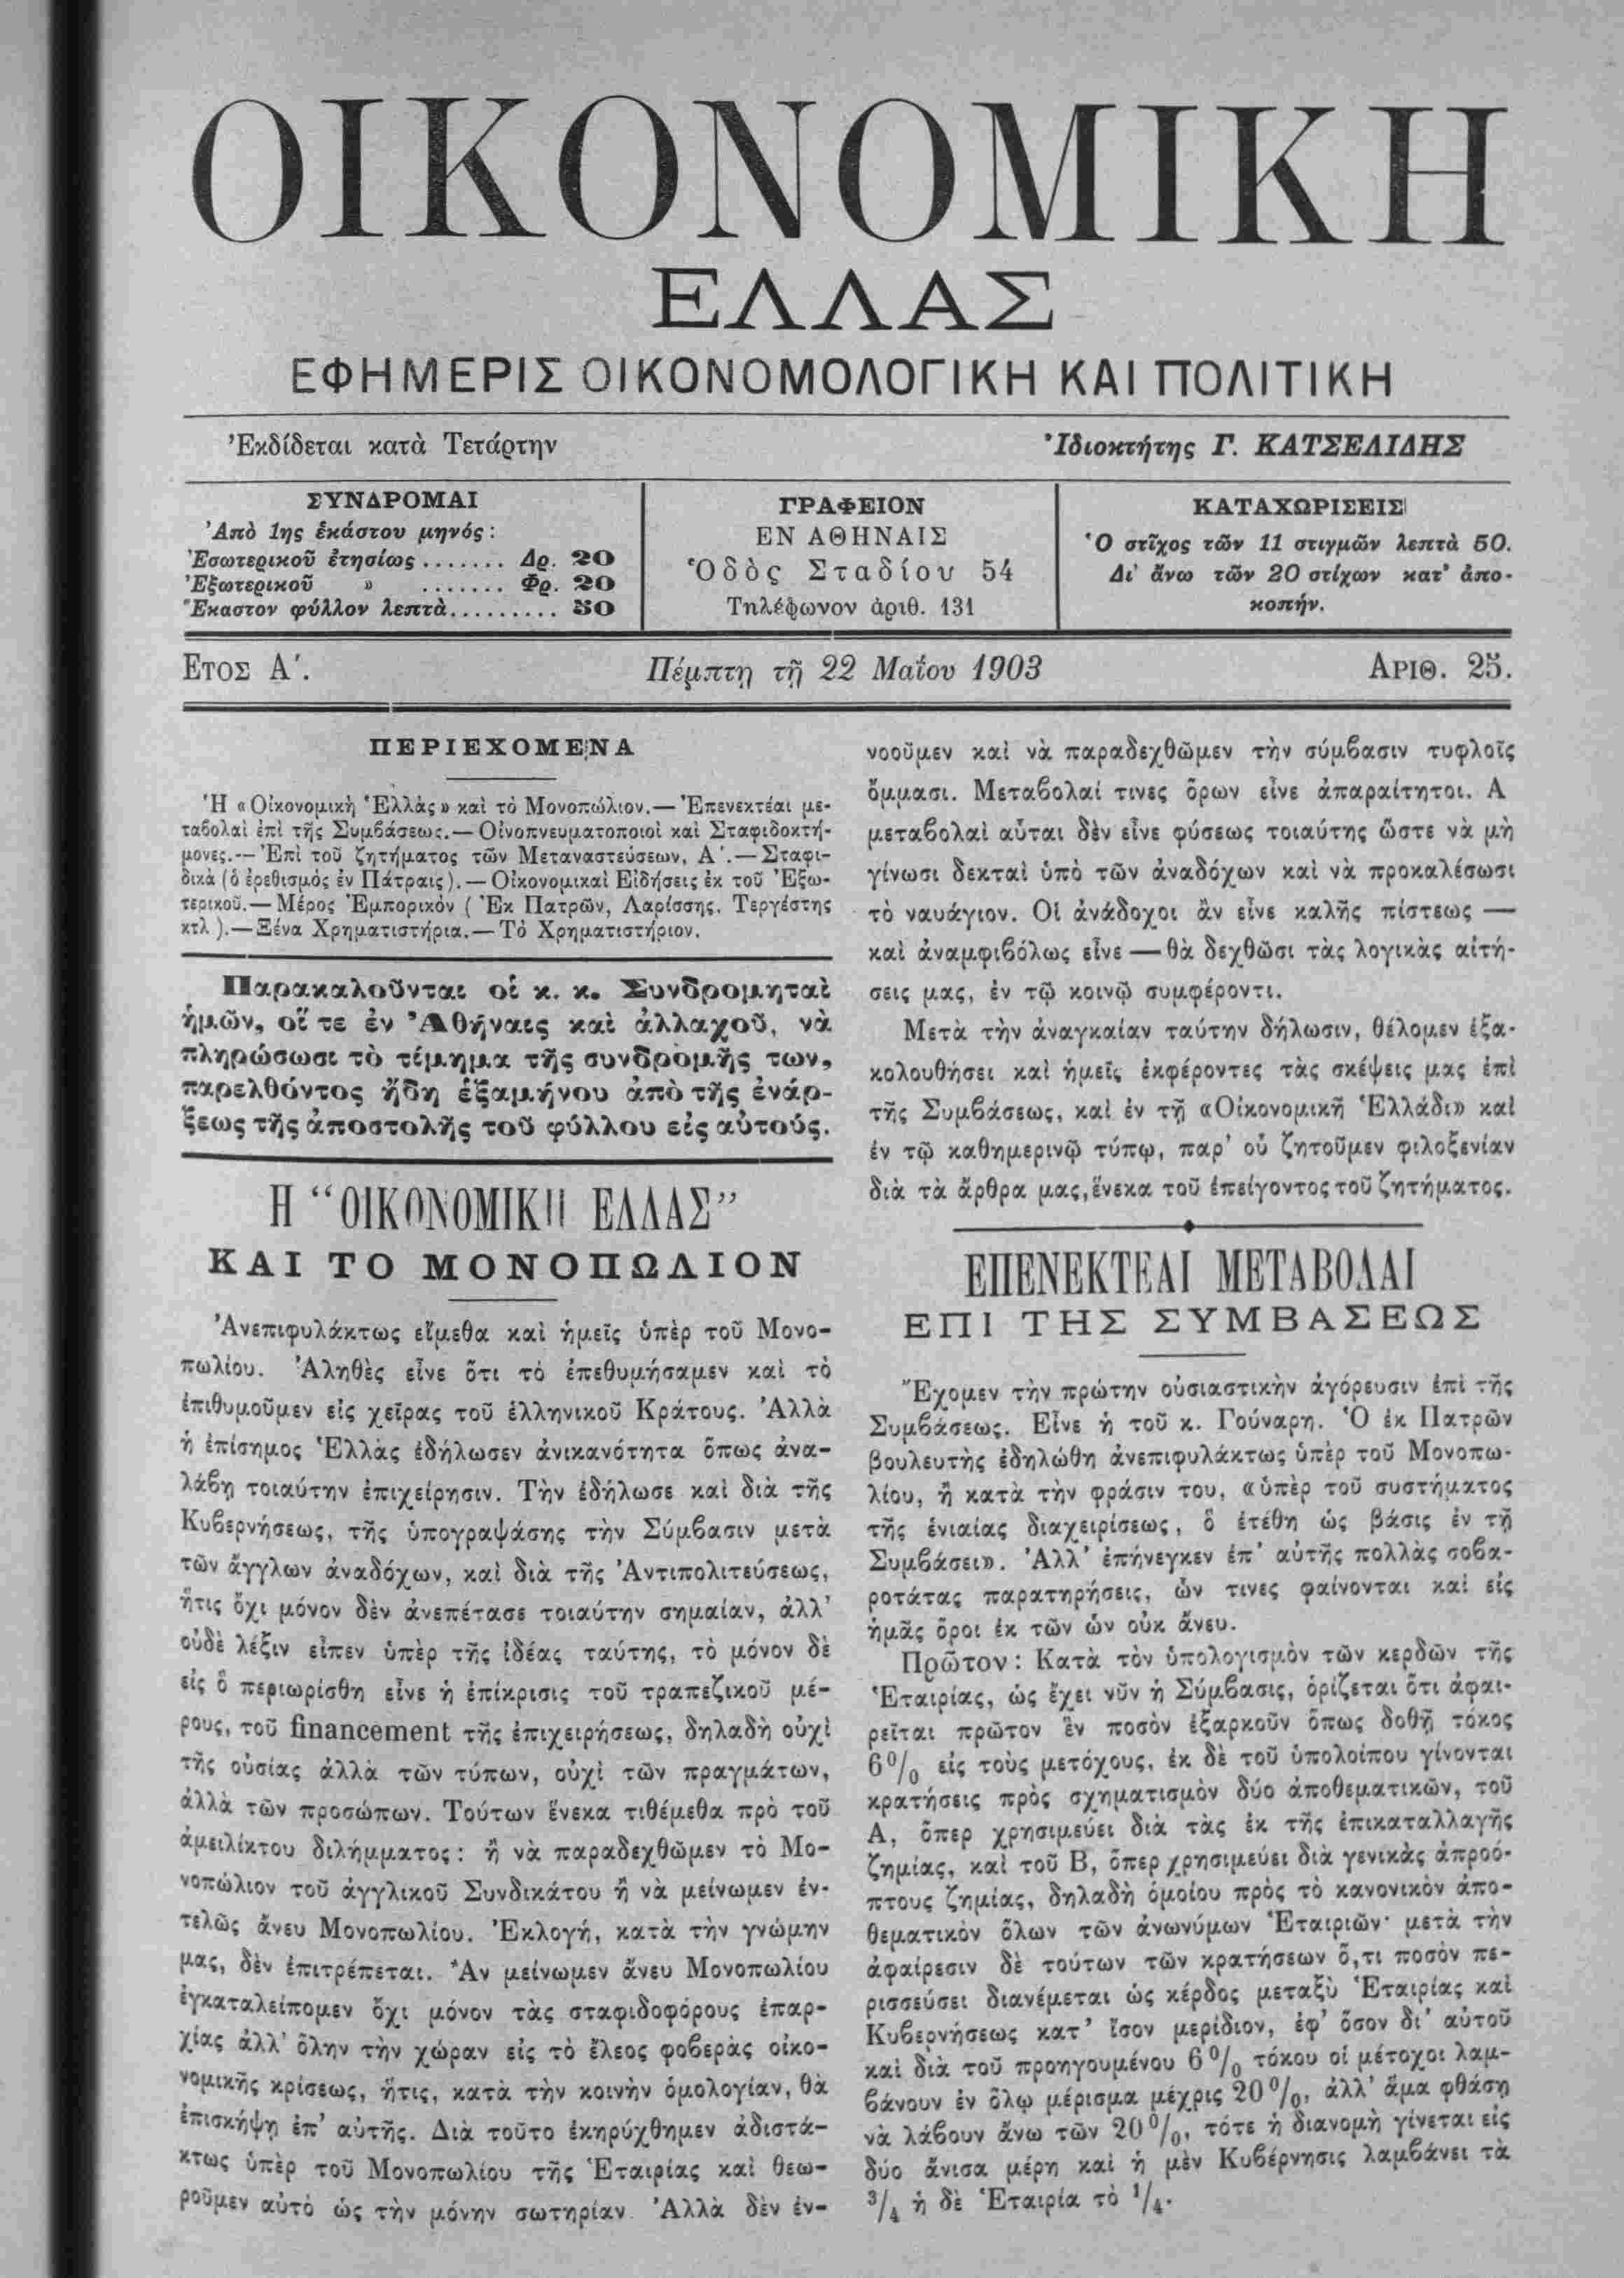 ΟΙΚΟΝΟΜΙΚΗ
ΕΛΛΑΣ
ΕΦΗΜΕΡΙΣ ΟΙΚΟΝΟΜΟΛΟΓΙΚΗ ΚΑΙ ΠΟΛΙΤΙΚΗ
Ἐκδίδεται κατὰ Τετάρτην
Ἰδιοκτήτης Γ. ΚΑΤΣΕΛΙΔΗΣ
ΣΥΝΔΡΟΜΑΙ
Ἀπὸ 1ης ἑκάστου μηνός:
Ἐσωτερικοῦ ἐτησίως ....... Δρ. 20
Ἐξωτερικοῦ » ....... Φρ. 20
Ἕκαστον φύλλον λεπτὰ......... 50
ΓΡΑΦΕΙΟΝ
ΕΝ ΑΘΗΝΑΙΣ
Ὁδὸς Σταδίου 54
Τηλέφωνον ἀριθ. 131
ΚΑΤΑΧΩΡΙΣΕΙΣ
Ὁ στῖχος τῶν 11 στιγμῶν λεπτὰ 50.
Δι' ἄνω τῶν 20 στίχων κατ' ἀπο-
κοπήν.
ΕΤΟΣ Α΄.
Πέμπτη τῇ 22 Μαΐου 1903
ΑΡΙΘ. 25.
ΠΕΡΙΕΧΟΜΕΝΑ
Ἡ «Οἰκονομικὴ Ἑλλὰς» καὶ τὸ Μονοπώλιον.— Ἐπενεκτέαι με-
ταβολαὶ ἐπὶ τῆς Συμβάσεως.— Οἰνοπνευματοποιοὶ καὶ Σταφιδοκτή-
μονες.— Ἐπὶ τοῦ ζητήματος τῶν Μεταναστεύσεων, Α΄.— Σταφι-
δικὰ (ὁ ἐρεθισμὸς ἐν Πάτραις).— Οἰκονομικαὶ Εἰδήσεις ἐκ τοῦ Ἐξω-
τερικοῦ.— Μέρος Ἐμπορικὸν ( Ἐκ Πατρῶν, Λαρίσσης, Τεργέστης
κτλ ).— Ξένα Χρηματιστήρια.— Τὸ Χρηματιστήριον.
Παρακαλοῦνται οἱ κ. κ. Συνδρομηταὶ
ἡμῶν, οἵ τε ἐν Ἀθήναις καὶ ἀλλαχοῦ, νὰ
πληρώσωσι τὸ τίμημα τῆς συνδρομῆς των,
παρελθόντος ἤδη ἑξαμήνου ἀπὸ τῆς ἐνάρ-
ξεως τῆς ἀποστολῆς τοῦ φύλλου εἰς αὐτούς.
Η “ΟΙΚΟΝΟΜΙΚΗ ΕΛΛΑΣ”
ΚΑΙ ΤΟ ΜΟΝΟΠΩΛΙΟΝ
Ἀνεπιφυλάκτως εἴμεθα καὶ ἡμεῖς ὑπὲρ τοῦ Μονο-
πωλίου. Ἀληθὲς εἶνε ὅτι τὸ ἐπεθυμήσαμεν καὶ τὸ
ἐπιθυμοῦμεν εἰς χεῖρας τοῦ ἑλληνικοῦ Κράτους. Ἀλλὰ
ἡ ἐπίσημος Ἑλλὰς ἐδήλωσεν ἀνικανότητα ὅπως ἀνα-
λάβῃ τοιαύτην ἐπιχείρησιν. Τὴν ἐδήλωσε καὶ διὰ τῆς
Κυβερνήσεως, τῆς ὑπογραψάσης τὴν Σύμβασιν μετὰ
τῶν ἄγγλων ἀναδόχων, καὶ διὰ τῆς Ἀντιπολιτεύσεως,
ἥτις ὄχι μόνον δὲν ἀνεπέτασε τοιαύτην σημαίαν, ἀλλ'
οὐδὲ λέξιν εἶπεν ὑπὲρ τῆς ἰδέας ταύτης, τὸ μόνον δὲ
εἰς ὃ περιωρίσθη εἶνε ἡ ἐπίκρισις τοῦ τραπεζικοῦ μέ-
ρους, τοῦ financement τῆς ἐπιχειρήσεως, δηλαδὴ οὐχὶ
τῆς οὐσίας ἀλλὰ τῶν τύπων, οὐχὶ τῶν πραγμάτων,
ἀλλὰ τῶν προσώπων. Τούτων ἕνεκα τιθέμεθα πρὸ τοῦ
ἀμειλίκτου διλήμματος: ἢ νὰ παραδεχθῶμεν τὸ Μο-
νοπώλιον τοῦ ἀγγλικοῦ Συνδικάτου ἢ νὰ μείνωμεν ἐν-
τελῶς ἄνευ Μονοπωλίου. Ἐκλογή, κατὰ τὴν γνώμην
μας, δὲν ἐπιτρέπεται. Ἂν μείνωμεν ἄνευ Μονοπωλίου
ἐγκαταλείπομεν ὄχι μόνον τὰς σταφιδοφόρους ἐπαρ-
χίας ἀλλ' ὅλην τὴν χώραν εἰς τὸ ἔλεος φοβερᾶς οἰκο-
νομικῆς κρίσεως, ἥτις, κατὰ τὴν κοινὴν ὁμολογίαν, θὰ
ἐπισκήψῃ ἐπ' αὐτῆς. Διὰ τοῦτο ἐκηρύχθημεν ἀδιστά-
κτως ὑπὲρ τοῦ Μονοπωλίου τῆς Ἑταιρίας καὶ θεω-
ροῦμεν αὐτὸ ὡς τὴν μόνην σωτηρίαν. Ἀλλὰ δὲν ἐν-
νοοῦμεν καὶ νὰ παραδεχθῶμεν τὴν σύμβασιν τυφλοῖς
ὄμμασι. Μεταβολαί τινες ὅρων εἶνε ἀπαραίτητοι. Α
μεταβολαὶ αὗται δὲν εἶνε φύσεως τοιαύτης ὥστε νὰ μὴ
γίνωσι δεκταὶ ὑπὸ τῶν ἀναδόχων καὶ νὰ προκαλέσωσι
τὸ ναυάγιον. Οἱ ἀνάδοχοι ἂν εἶνε καλῆς πίστεως —
καὶ ἀναμφιβόλως εἶνε — θὰ δεχθῶσι τὰς λογικὰς αἰτή-
σεις μας, ἐν τῷ κοινῷ συμφέροντι.
Μετὰ τὴν ἀναγκαίαν ταύτην δήλωσιν, θέλομεν ἐξα-
κολουθήσει καὶ ἡμεῖς ἐκφέροντες τὰς σκέψεις μας ἐπὶ
τῆς Συμβάσεως, καὶ ἐν τῇ «Οἰκονομικῇ Ἑλλάδι» καὶ
ἐν τῷ καθημερινῷ τύπῳ, παρ' οὗ ζητοῦμεν φιλοξενίαν
διὰ τὰ ἄρθρα μας, ἕνεκα τοῦ ἐπείγοντος τοῦ ζητήματος.
ΕΠΕΝΕΚΤΕΑΙ ΜΕΤΑΒΟΛΑΙ
ΕΠΙ ΤΗΣ ΣΥΜΒΑΣΕΩΣ
Ἔχομεν τὴν πρώτην οὐσιαστικὴν ἀγόρευσιν ἐπὶ τῆς
Συμβάσεως. Εἶνε ἡ τοῦ κ. Γούναρη. Ὁ ἐκ Πατρῶν
βουλευτὴς ἐδηλώθη ἀνεπιφυλάκτως ὑπὲρ τοῦ Μονοπω-
λίου, ἢ κατὰ τὴν φράσιν του, «ὑπὲρ τοῦ συστήματος
τῆς ἑνιαίας διαχειρίσεως, ὃ ἐτέθη ὡς βάσις ἐν τῇ
Συμβάσει». Ἀλλ' ἐπήνεγκεν ἐπ' αὐτῆς πολλὰς σοβα-
ροτάτας παρατηρήσεις, ὧν τινες φαίνονται καὶ εἰς
ἡμᾶς ὅροι ἐκ τῶν ὧν οὐκ ἄνευ.
Πρῶτον: Κατὰ τὸν ὑπολογισμὸν τῶν κερδῶν τῆς
Ἑταιρίας, ὡς ἔχει νῦν ἡ Σύμβασις, ὁρίζεται ὅτι ἀφαι-
ρεῖται πρῶτον ἓν ποσὸν ἐξαρκοῦν ὅπως δοθῇ τόκος
6% εἰς τοὺς μετόχους, ἐκ δὲ τοῦ ὑπολοίπου γίνονται
κρατήσεις πρὸς σχηματισμὸν δύο ἀποθεματικῶν, τοῦ
Α, ὅπερ χρησιμεύει διὰ τὰς ἐκ τῆς ἐπικαταλλαγῆς
ζημίας, καὶ τοῦ Β, ὅπερ χρησιμεύει διὰ γενικὰς ἀπροό-
πτους ζημίας, δηλαδὴ ὁμοίου πρὸς τὸ κανονικὸν ἀπο-
θεματικὸν ὅλων τῶν ἀνωνύμων Ἑταιριῶν· μετὰ τὴν
ἀφαίρεσιν δὲ τούτων τῶν κρατήσεων ὅ,τι ποσὸν πε-
ρισσεύσει διανέμεται ὡς κέρδος μεταξὺ Ἑταιρίας καὶ
Κυβερνήσεως κατ' ἴσον μερίδιον, ἐφ' ὅσον δι' αὐτοῦ
καὶ διὰ τοῦ προηγουμένου 6% τόκου οἱ μέτοχοι λαμ-
βάνουν ἐν ὅλῳ μέρισμα μέχρις 20%, ἀλλ' ἅμα φθάσῃ
νὰ λάβουν ἄνω τῶν 20%, τότε ἡ διανομὴ γίνεται εἰς
δύο ἄνισα μέρη καὶ ἡ μὲν Κυβέρνησις λαμβάνει τὰ
3/4 ἡ δὲ Ἑταιρία τὸ 1/4.